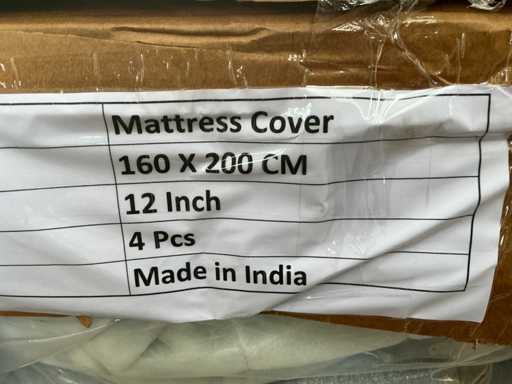 Mattress Cover
160 X 200 CM
12 Inch
4 Pcs
Made in India